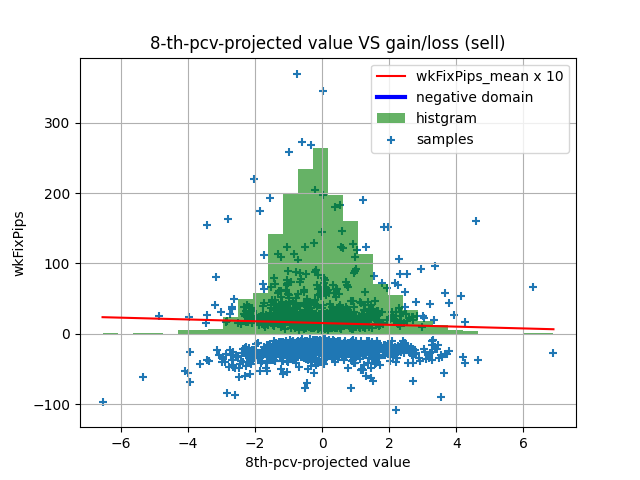 8-th-pcv-projected value VS gain/loss (sell)
wkFixPips_mean x 10
negative domain
histgram
samples
wkFixPips
300
200
100
0
−100
−6 −4 −2 0 2 4 6
8th-pcv-projected value